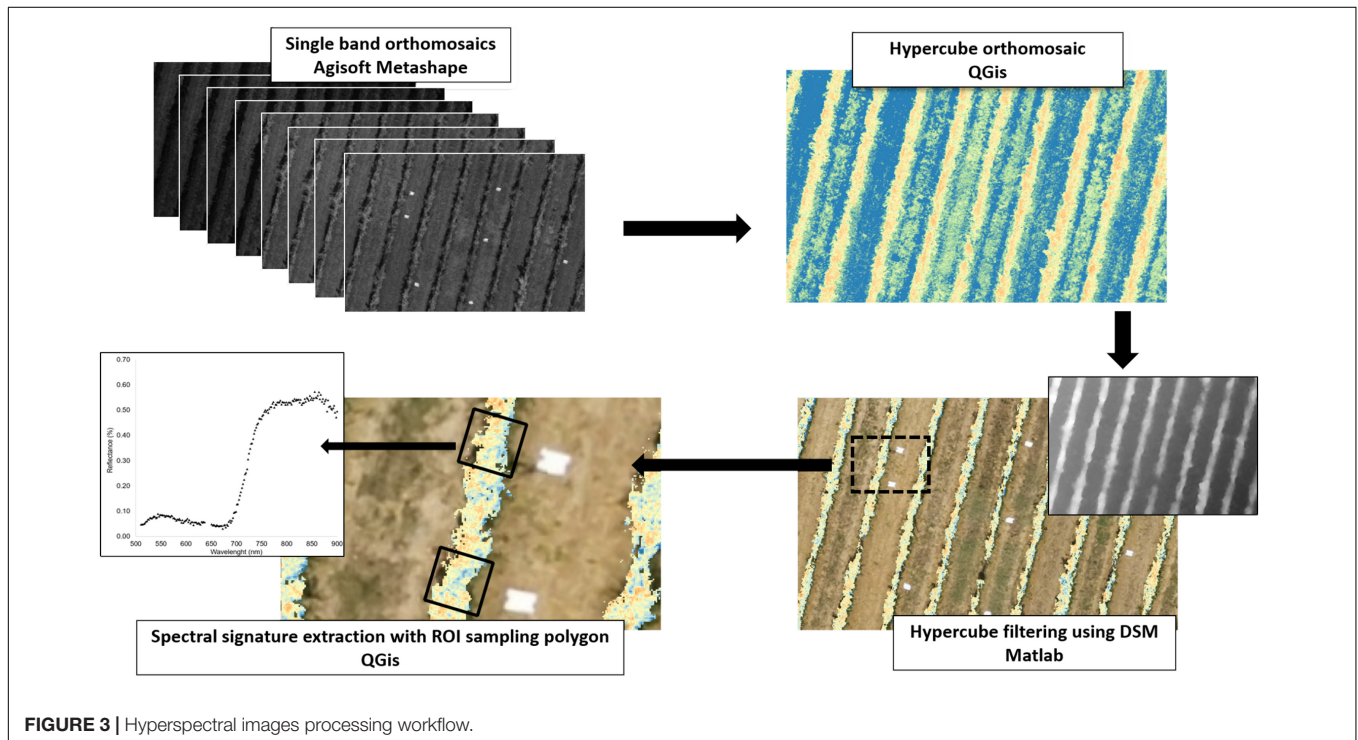 Single band orthomosaics
Agisoft Metashape
Hypercube orthomosaic
QGis
0.70
0.60
0.50
0.40
0.30
0.20
0.10
0.00
Reflectance (%)
500
550
600
650
700
750
800
850
900
Wavelenght (nm)
Spectral signature extraction with ROI sampling polygon
QGis
Hypercube filtering using DSM
Matlab
FIGURE 3 | Hyperspectral images processing workflow.